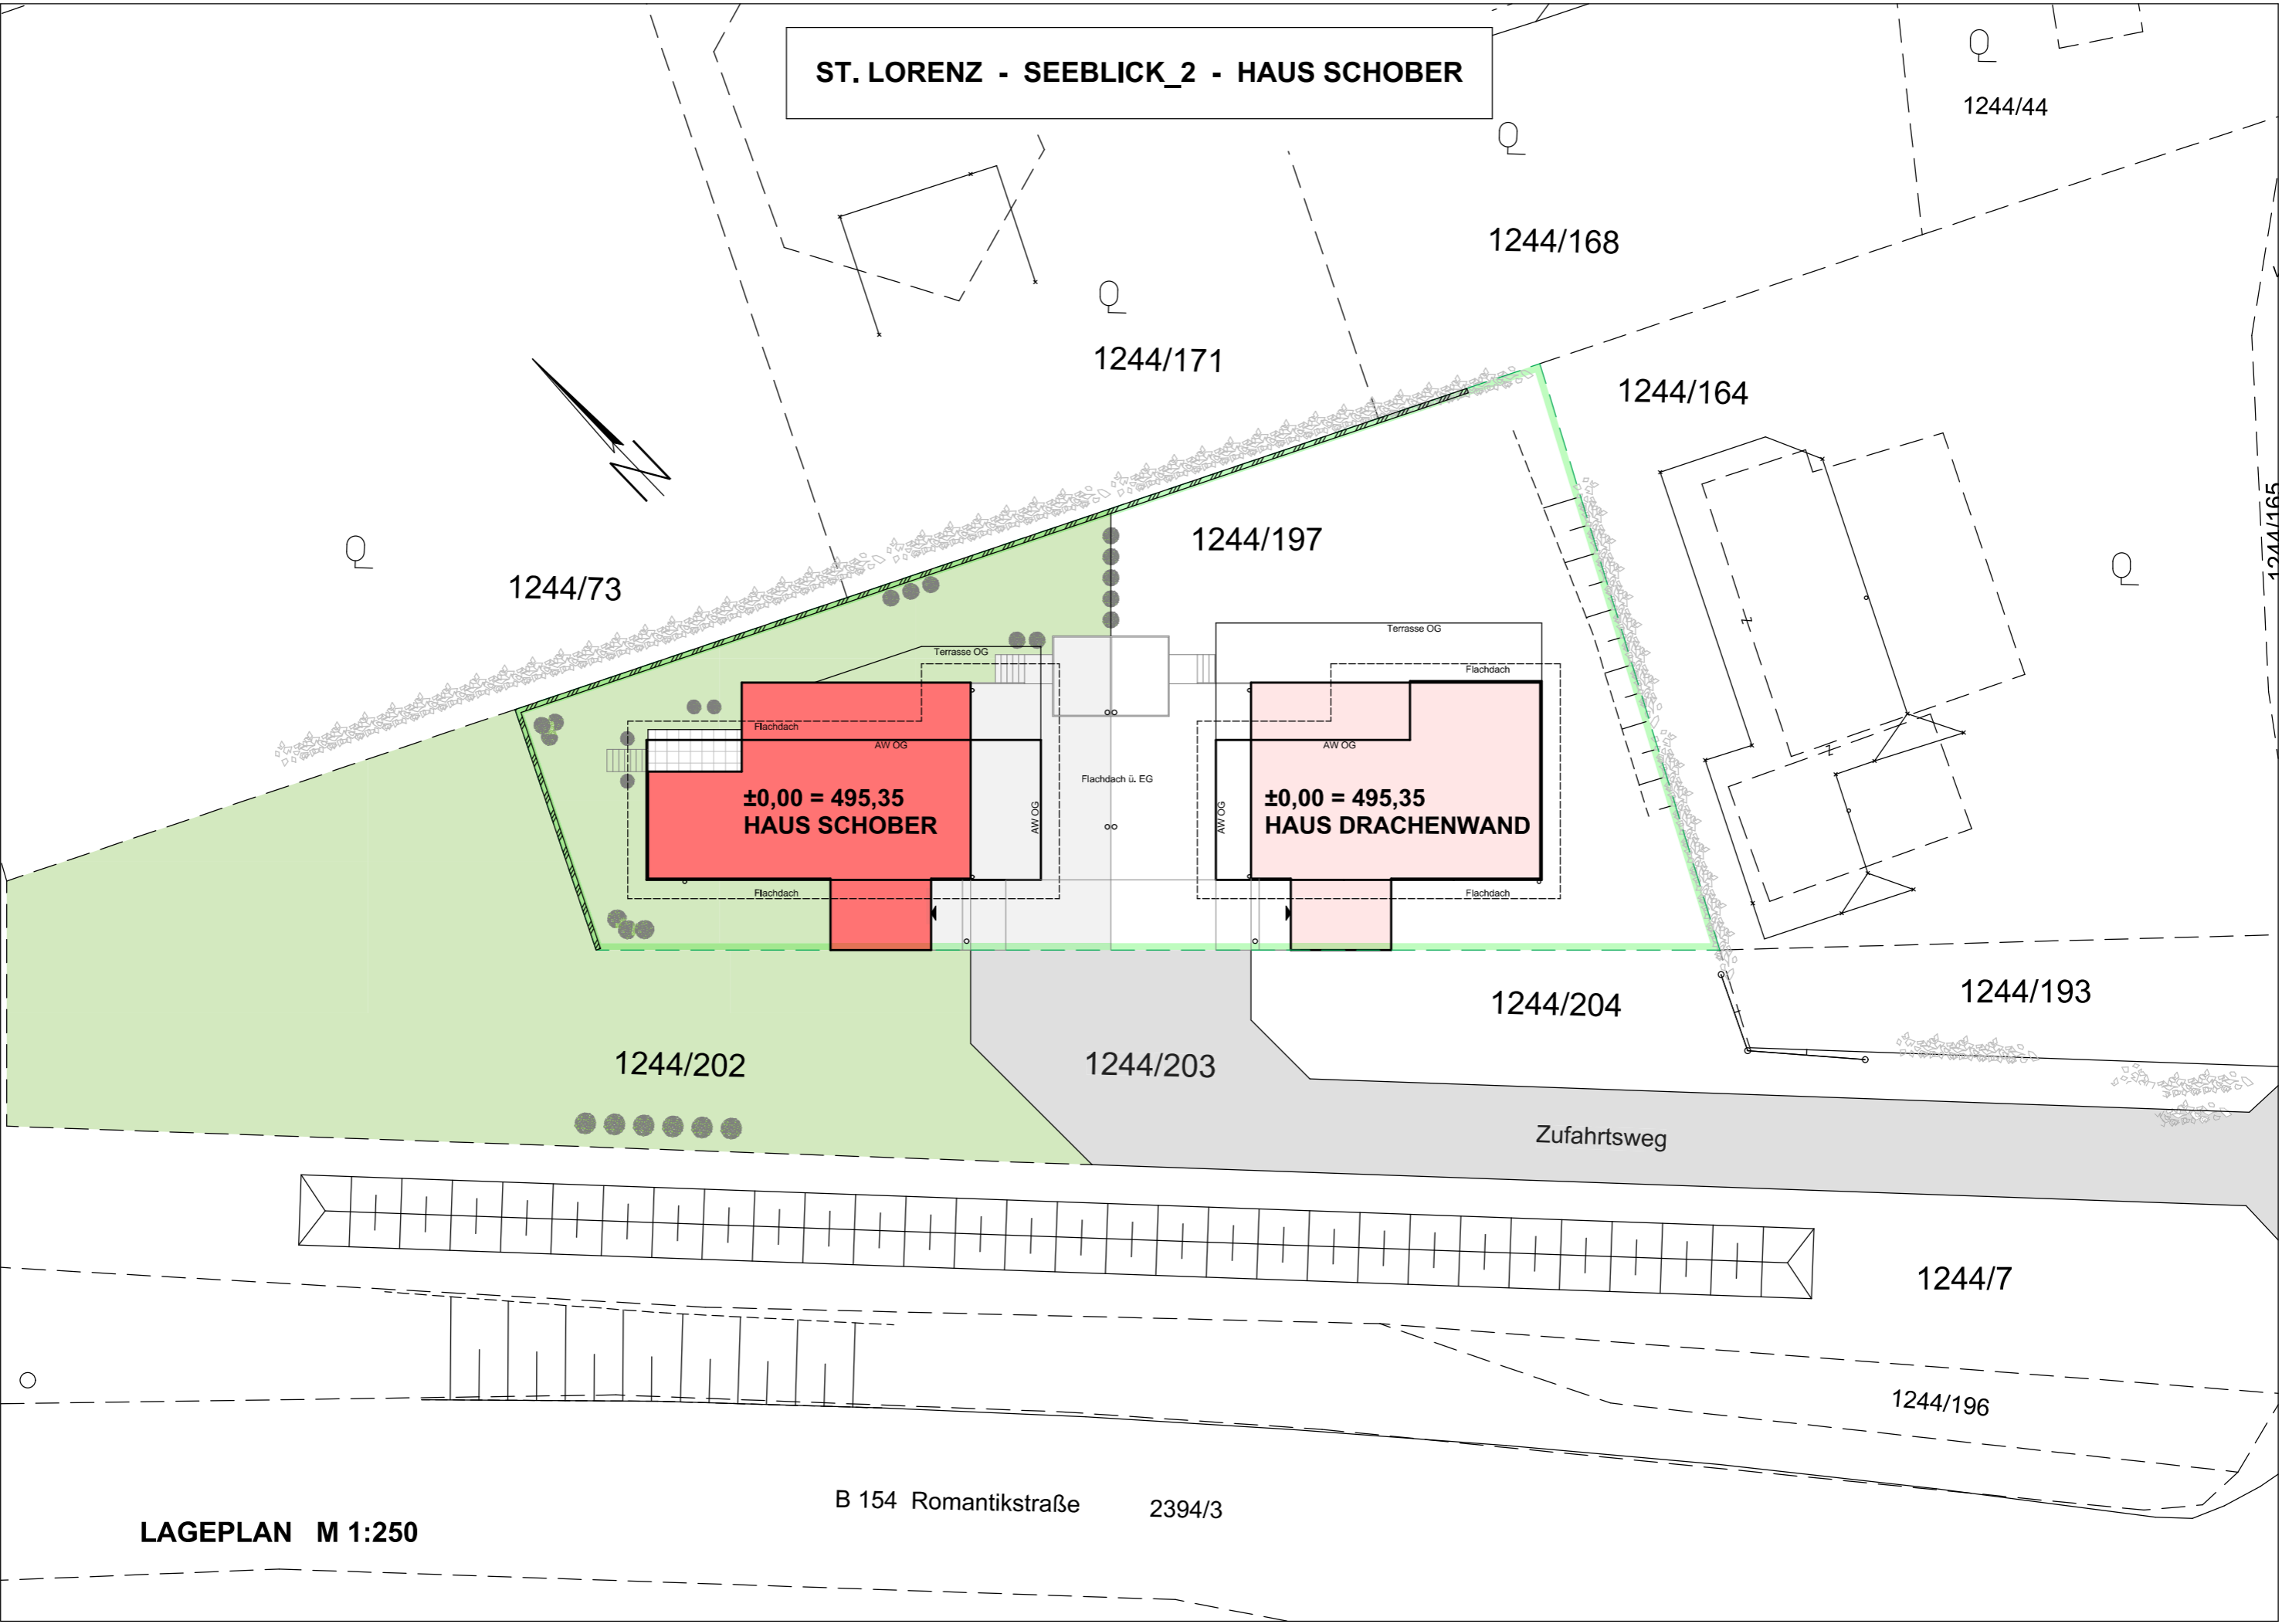 ST. LORENZ - SEEBLICK_2 - HAUS SCHOBER
1244/44
1244/168
1244/171
1244/164
1244/165
1244/197
1244/73
Terrasse OG
Terrasse OG
Flachdach
Flachdach
AW OG
AW OG
Flachdach ü. EG
±0,00 = 495,35
HAUS SCHOBER
AW OG
AW OG
±0,00 = 495,35
HAUS DRACHENWAND
Flachdach
Flachdach
1244/193
1244/204
1244/202
1244/203
Zufahrtsweg
1244/7
1244/196
B 154 Romantikstraße 2394/3
LAGEPLAN M 1:250